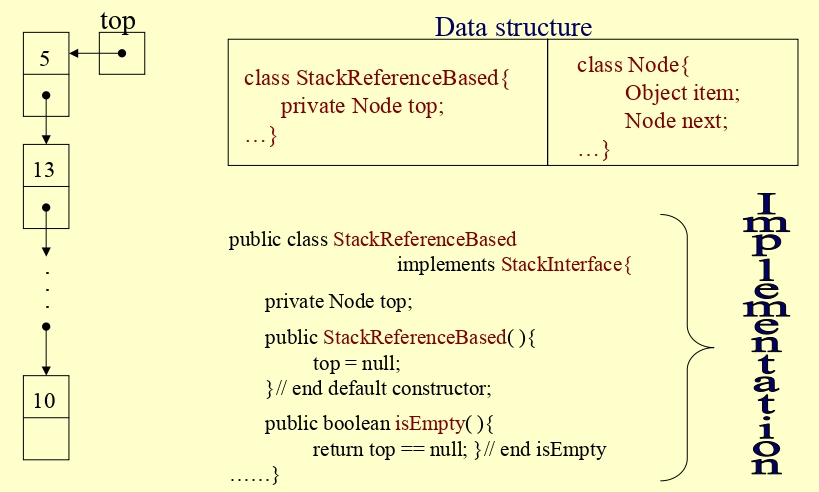 top
5
13
.
.
.
10
Data structure
class StackReferenceBased{
private Node top;
…}
class Node{
Object item;
Node next;
…}
public class StackReferenceBased
implements StackInterface{
private Node top;
public StackReferenceBased( ){
top = null;
}// end default constructor;
public boolean isEmpty( ){
return top == null; }// end isEmpty
……}
Implementation